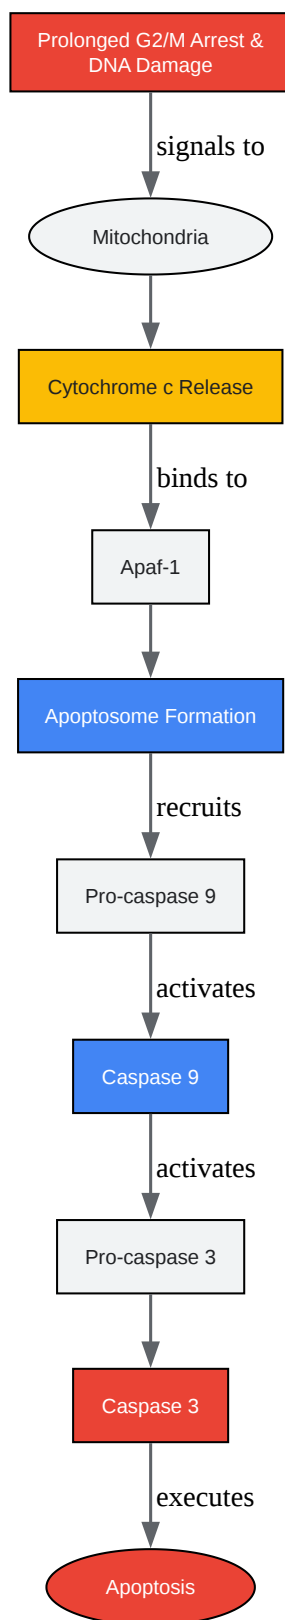 Prolonged G2/M Arrest &
DNA Damage
signals to
Mitochondria
Cytochrome c Release
binds to
Apaf-1
Apoptosome Formation
recruits
Pro-caspase 9
activates
Caspase 9
activates
Pro-caspase 3
Caspase 3
executes
Apoptosis